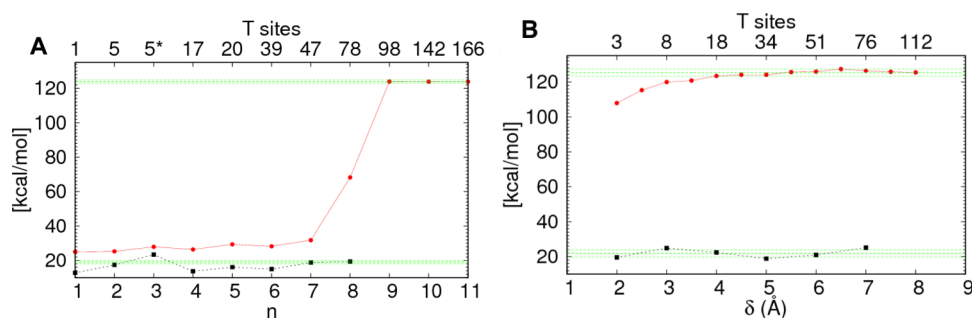 T sites
A
1 5 5* 17 20 39 47 78 98 142 166
120
100
80
60
40
20
[kcal/mol]
1 2 3 4 5 6 7 8 9 10 11
n
T sites
B
3 8 18 34 51 76 112
120
100
80
60
40
20
[kcal/mol]
1 2 3 4 5 6 7 8 9
δ (Å)